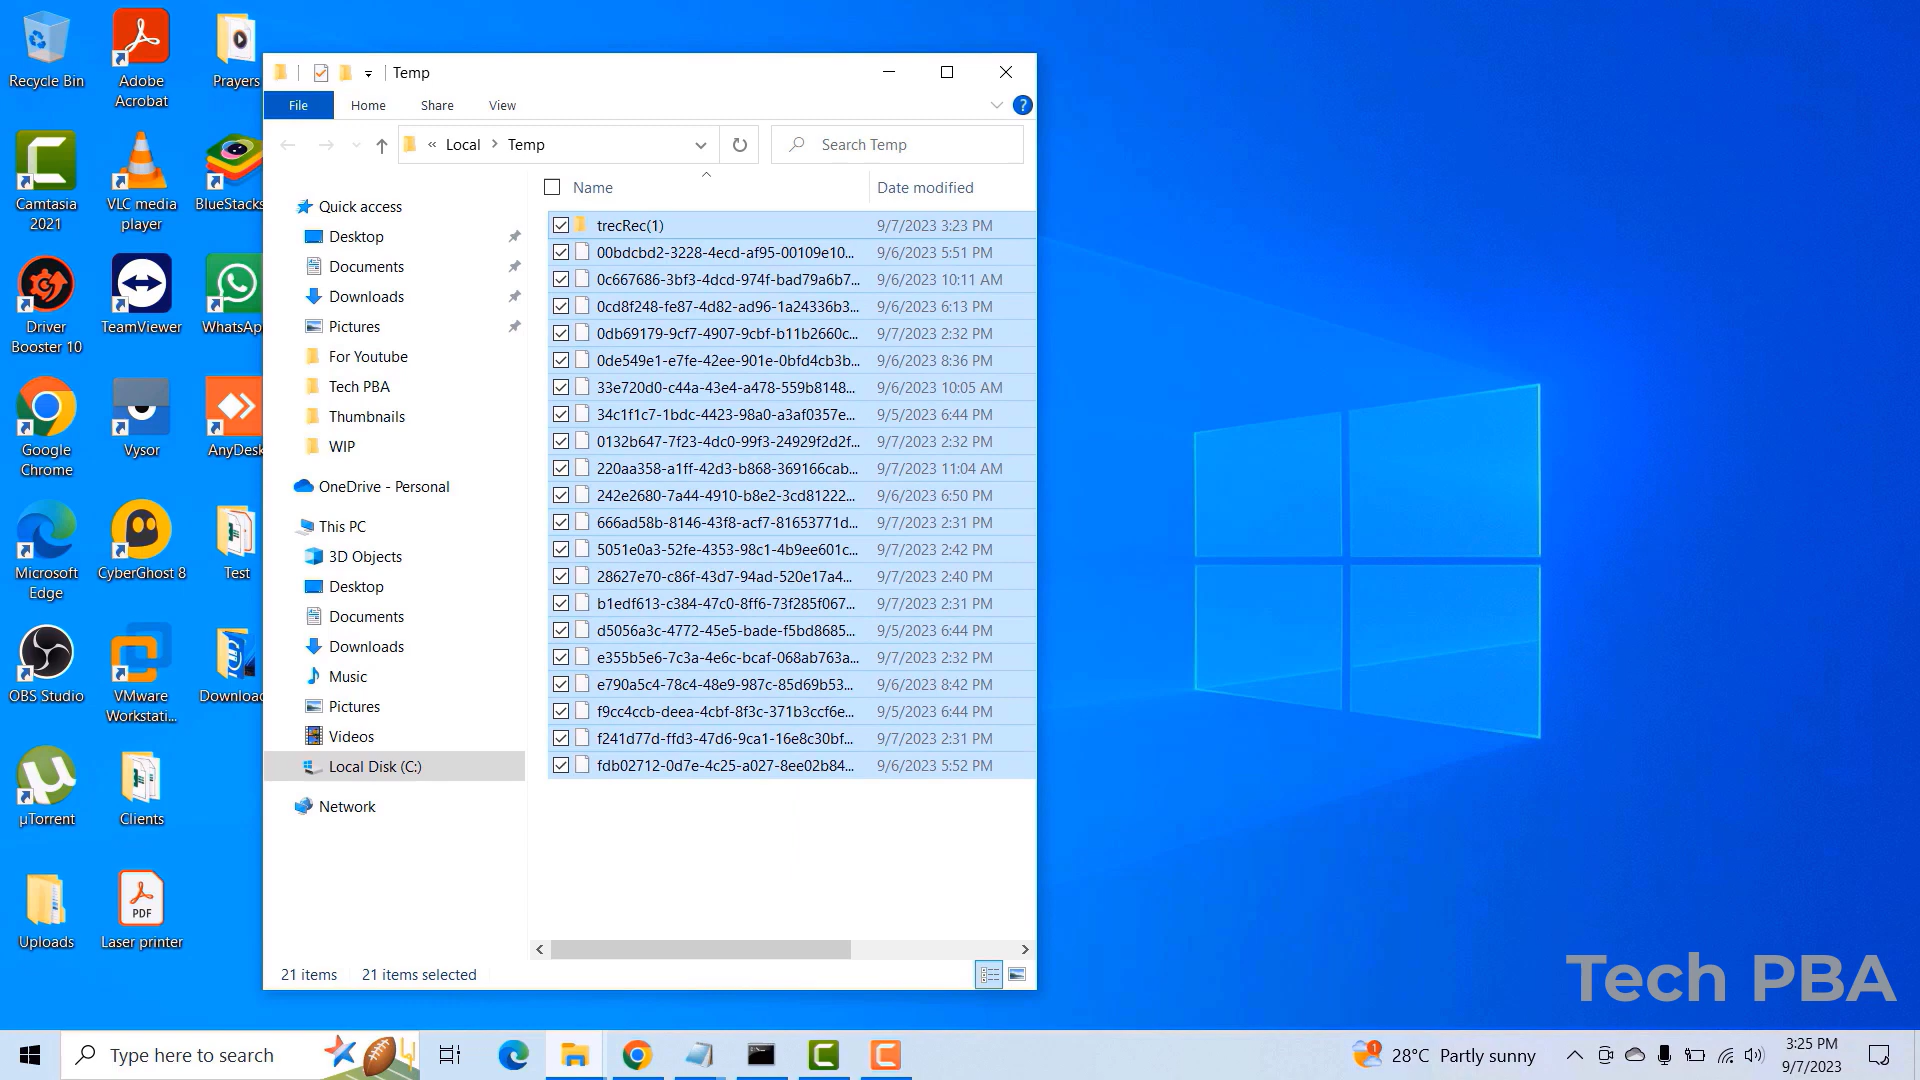 Recycle Bin
Adobe
Acrobat
Prayers
Camtasia
2021
VLC media
player
BlueStacks
Driver
Booster 10
TeamViewer
WhatsAp
Google
Chrome
Vysor
AnyDesk
Microsoft
Edge
CyberGhost 8
Test
OBS Studio
VMware
Workstati...
Downloac
µTorrent
Clients
Uploads
PDF
Laser printer
Temp
File
Home
Share
View
?
« Local > Temp
Search Temp
Name
Date modified
Quick access
Desktop
Documents
Downloads
Pictures
For Youtube
Tech PBA
Thumbnails
WIP
OneDrive - Personal
This PC
3D Objects
Desktop
Documents
Downloads
Music
Pictures
Videos
Local Disk (C:)
Network
trecRec(1) 9/7/2023 3:23 PM
00bdcbd2-3228-4ecd-af95-00109e10... 9/6/2023 5:51 PM
0c667686-3bf3-4dcd-974f-bad79a6b7... 9/6/2023 10:11 AM
0cd8f248-fe87-4d82-ad96-1a24336b3... 9/6/2023 6:13 PM
0db69179-9cf7-4907-9cbf-b11b2660c... 9/7/2023 2:32 PM
0de549e1-e7fe-42ee-901e-0bfd4cb3b... 9/6/2023 8:36 PM
33e720d0-c44a-43e4-a478-559b8148... 9/6/2023 10:05 AM
34c1f1c7-1bdc-4423-98a0-a3af0357e... 9/5/2023 6:44 PM
0132b647-7f23-4dc0-99f3-24929f2d2f... 9/7/2023 2:32 PM
220aa358-a1ff-42d3-b868-369166cab... 9/7/2023 11:04 AM
242e2680-7a44-4910-b8e2-3cd81222... 9/6/2023 6:50 PM
666ad58b-8146-43f8-acf7-81653771d... 9/7/2023 2:31 PM
5051e0a3-52fe-4353-98c1-4b9ee601c... 9/7/2023 2:42 PM
28627e70-c86f-43d7-94ad-520e17a4... 9/7/2023 2:40 PM
b1edf613-c384-47c0-8ff6-73f285f067... 9/7/2023 2:31 PM
d5056a3c-4772-45e5-bade-f5bd8685... 9/5/2023 6:44 PM
e355b5e6-7c3a-4e6c-bcaf-068ab763a... 9/7/2023 2:32 PM
e790a5c4-78c4-48e9-987c-85d69b53... 9/6/2023 8:42 PM
f9cc4ccb-deea-4cbf-8f3c-371b3ccf6e... 9/5/2023 6:44 PM
f241d77d-ffd3-47d6-9ca1-16e8c30bf... 9/7/2023 2:31 PM
fdb02712-0d7e-4c25-a027-8ee02b84... 9/6/2023 5:52 PM
21 items
21 items selected
Tech PBA
Type here to search
1
28°C Partly sunny
3:25 PM
9/7/2023